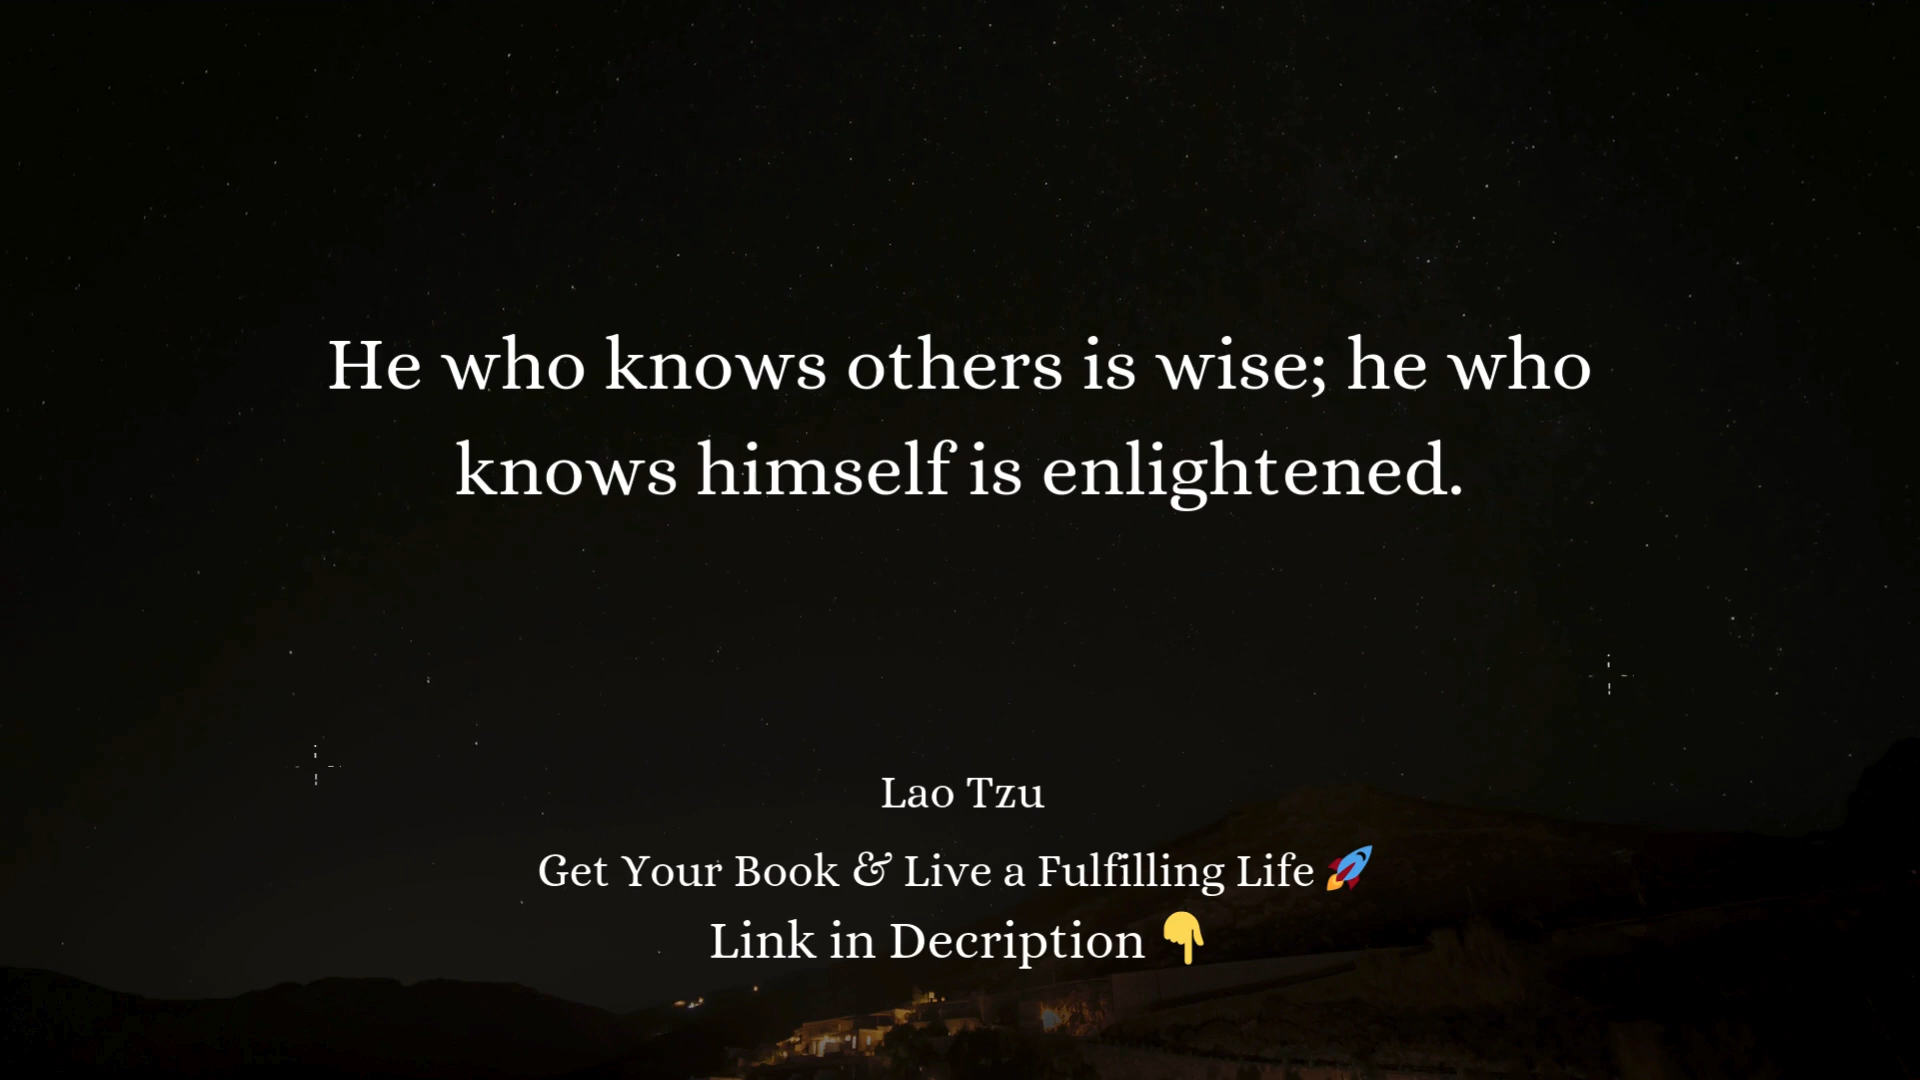 He who knows others is wise; he who
knows himself is enlightened.
Lao Tzu
Get Your Book & Live a Fulfilling Life 🚀
Link in Decription 👇